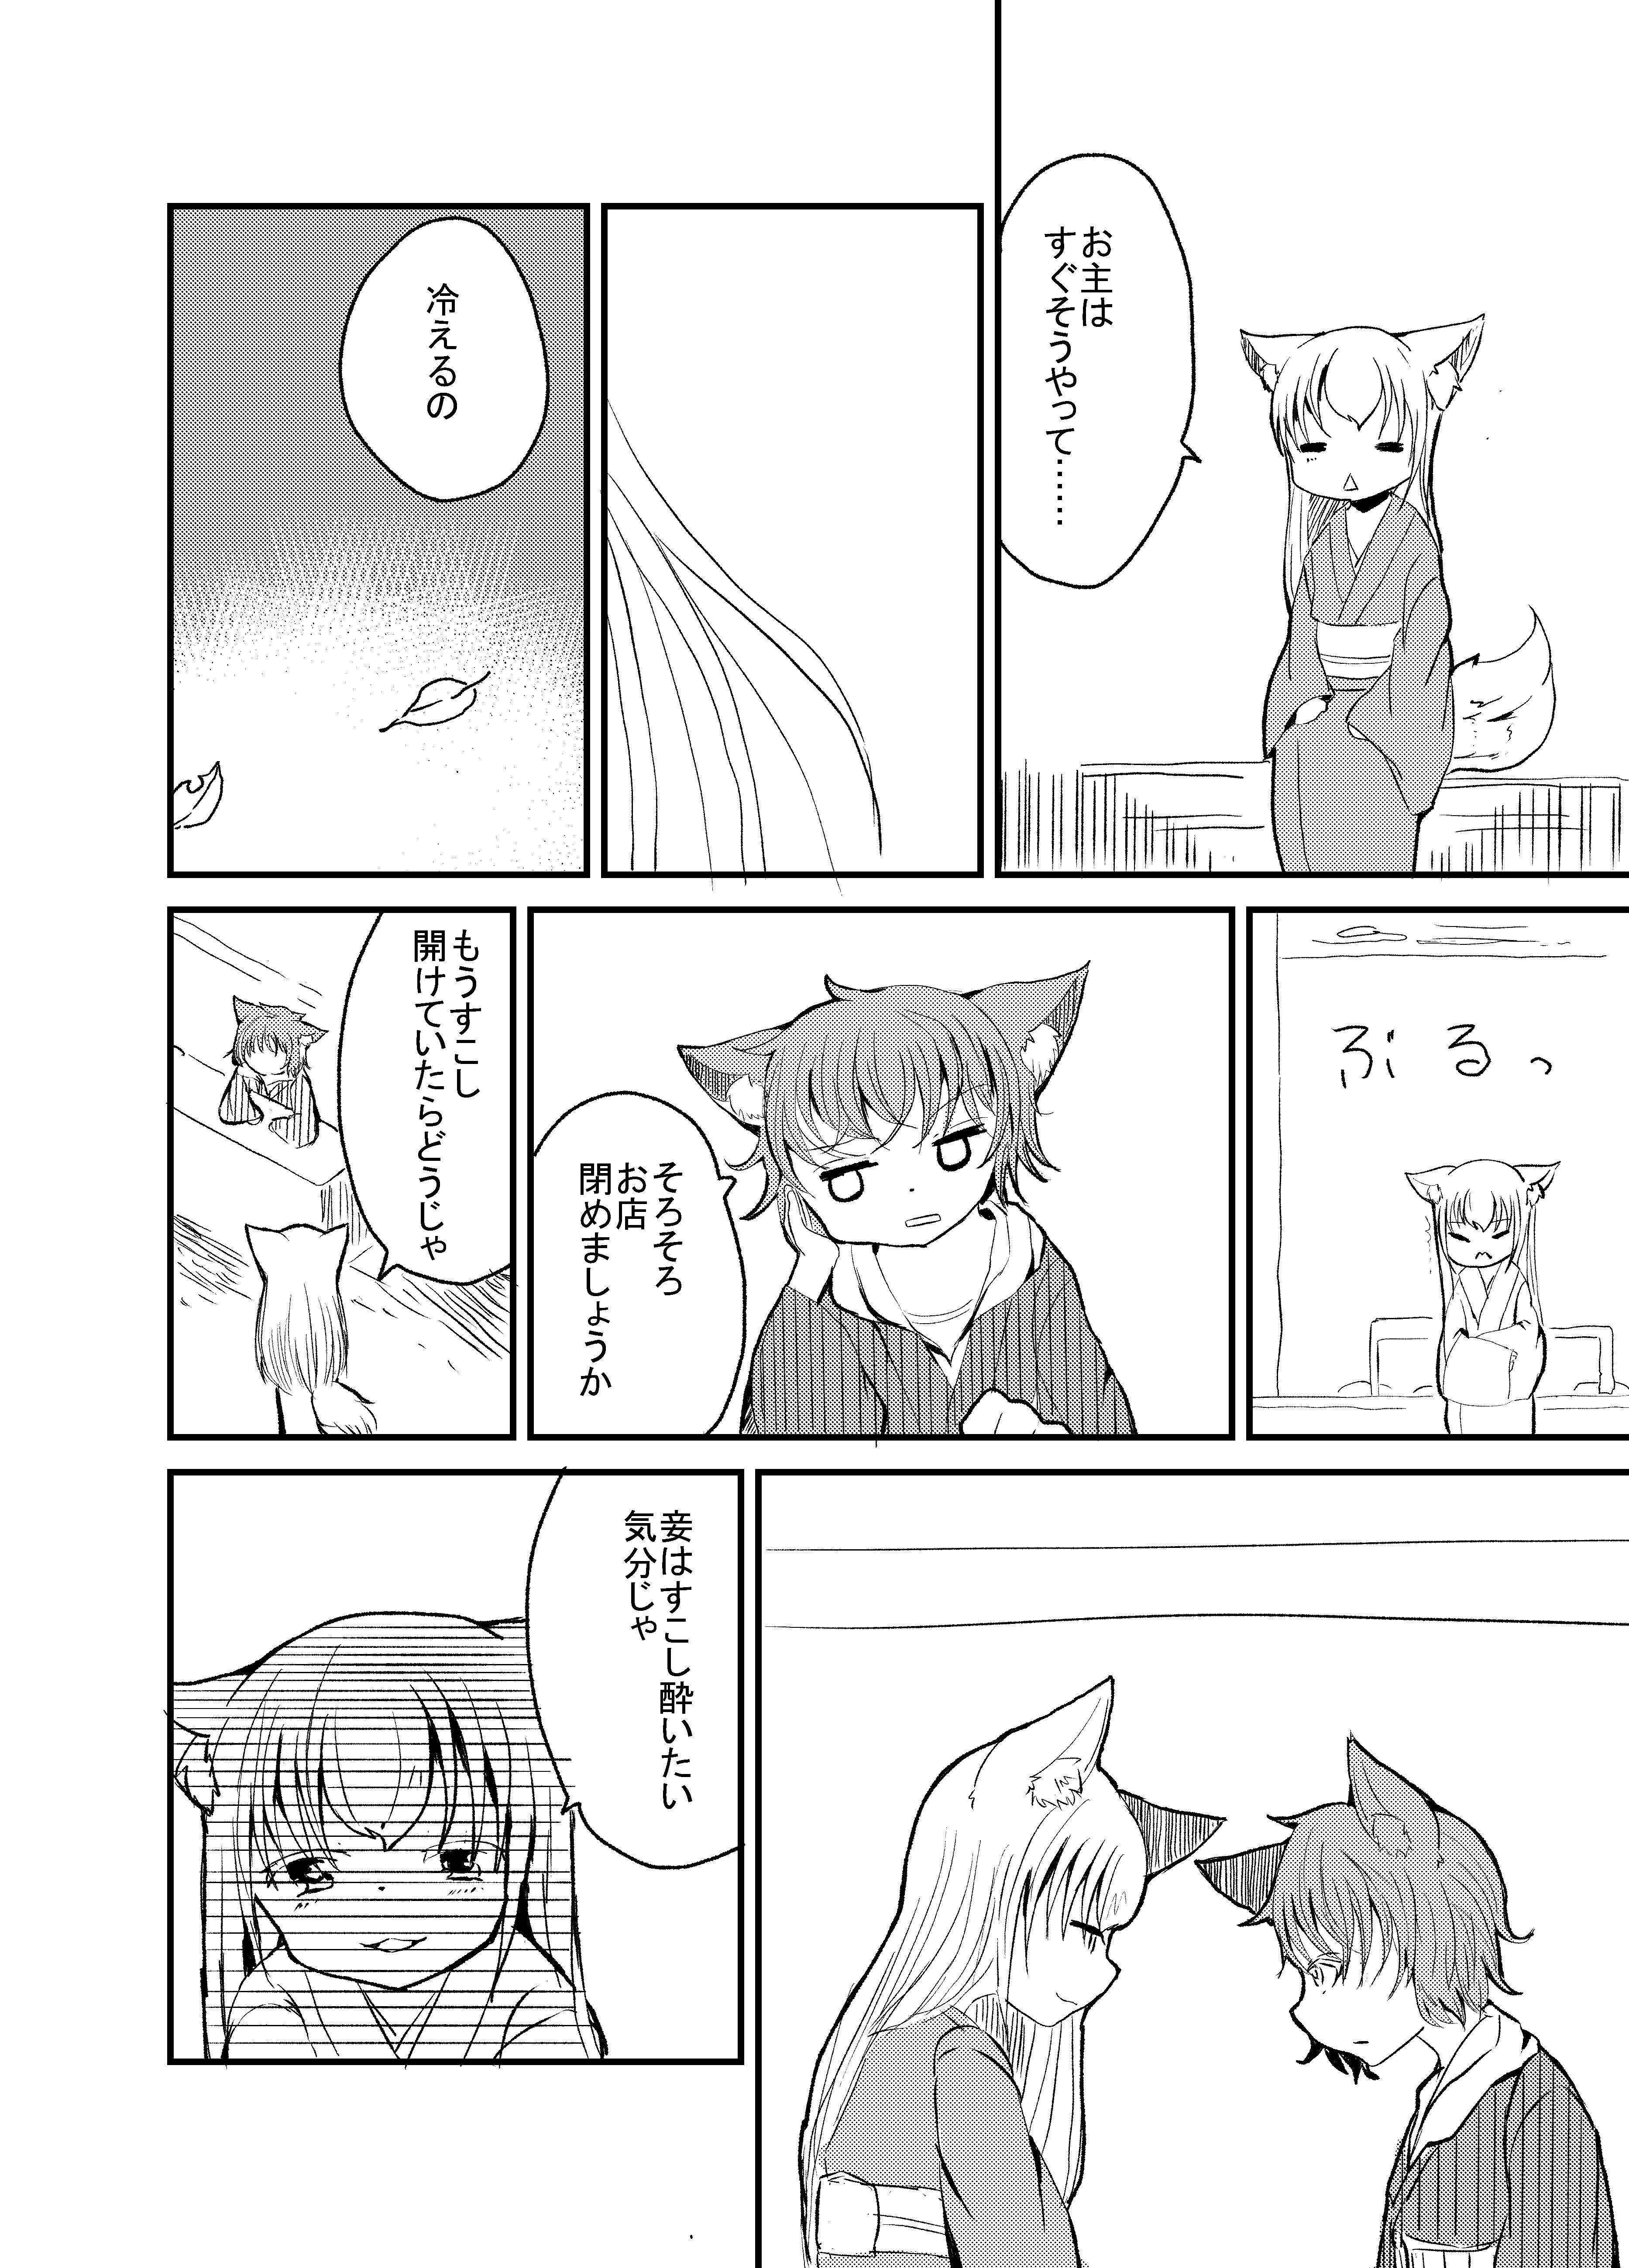 お主は
すぐそうやって……
冷えるの
ぶるっ
そろそろ
お店
閉めましょうか
もうすこし
開けていたらどうじゃ
妾はすこし酔いたい
気分じゃ